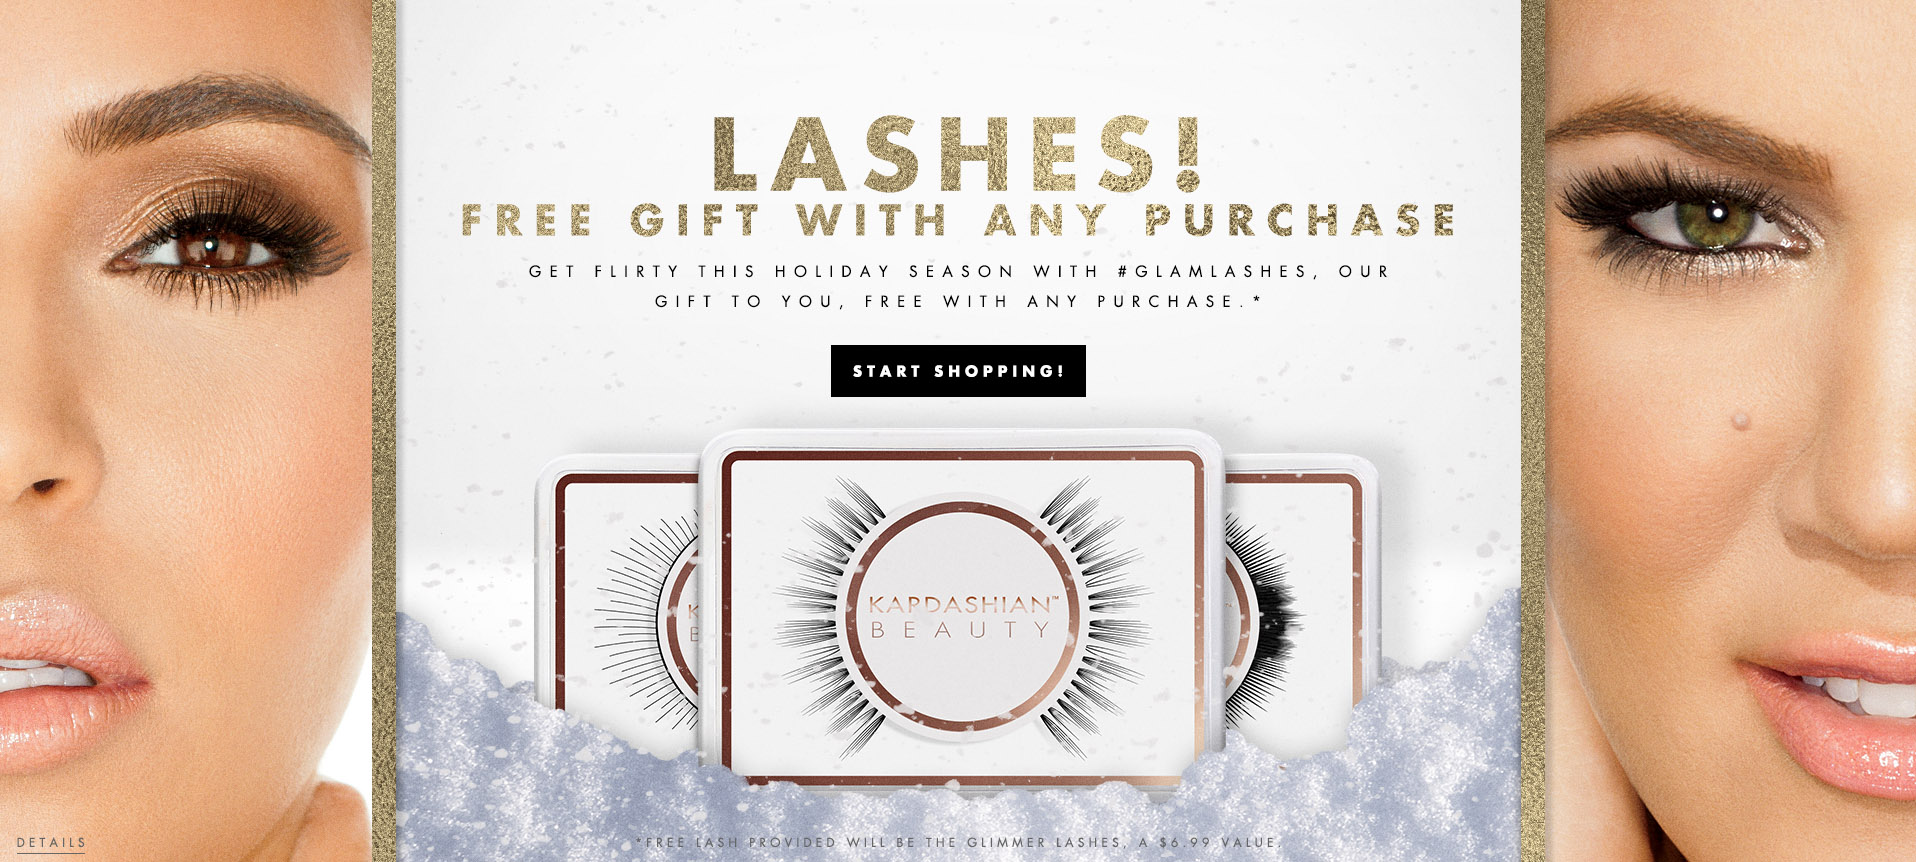 LASHES!
FREE GIFT WITH ANY PURCHASE
GET FLIRTY THIS HOLIDAY SEASON WITH #GLAMLASHES, OUR
GIFT TO YOU, FREE WITH ANY PURCHASE.*
START SHOPPING!
KARDASHIAN™
BEAUTY
K
B
DETAILS
*FREE LASH PROVIDED WILL BE THE GLIMMER LASHES, A $6.99 VALUE.